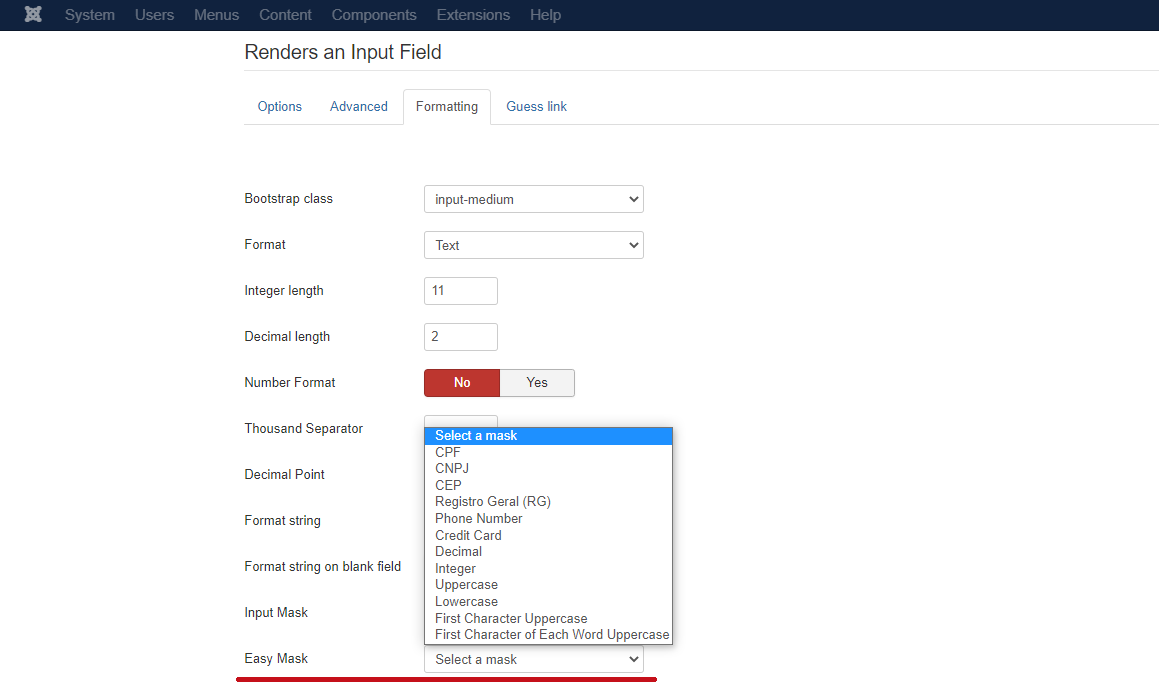 System Users Menus Content Components Extensions Help
Renders an Input Field
Options Advanced Formatting Guess link
Bootstrap class input-medium
Format Text
Integer length 11
Decimal length 2
Number Format No Yes
Thousand Separator
Select a mask
CPF
CNPJ
Decimal Point
CEP
Registro Geral (RG)
Format string
Phone Number
Credit Card
Decimal
Format string on blank field
Integer
Uppercase
Lowercase
Input Mask
First Character Uppercase
First Character of Each Word Uppercase
Easy Mask Select a mask